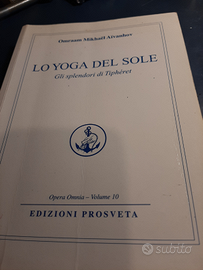 Omraam Mikhaël Aïvanhov
LO YOGA DEL SOLE
Gli splendori di Tiphéret
Opera Omnia - Volume 10
EDIZIONI PROSVETA
subito